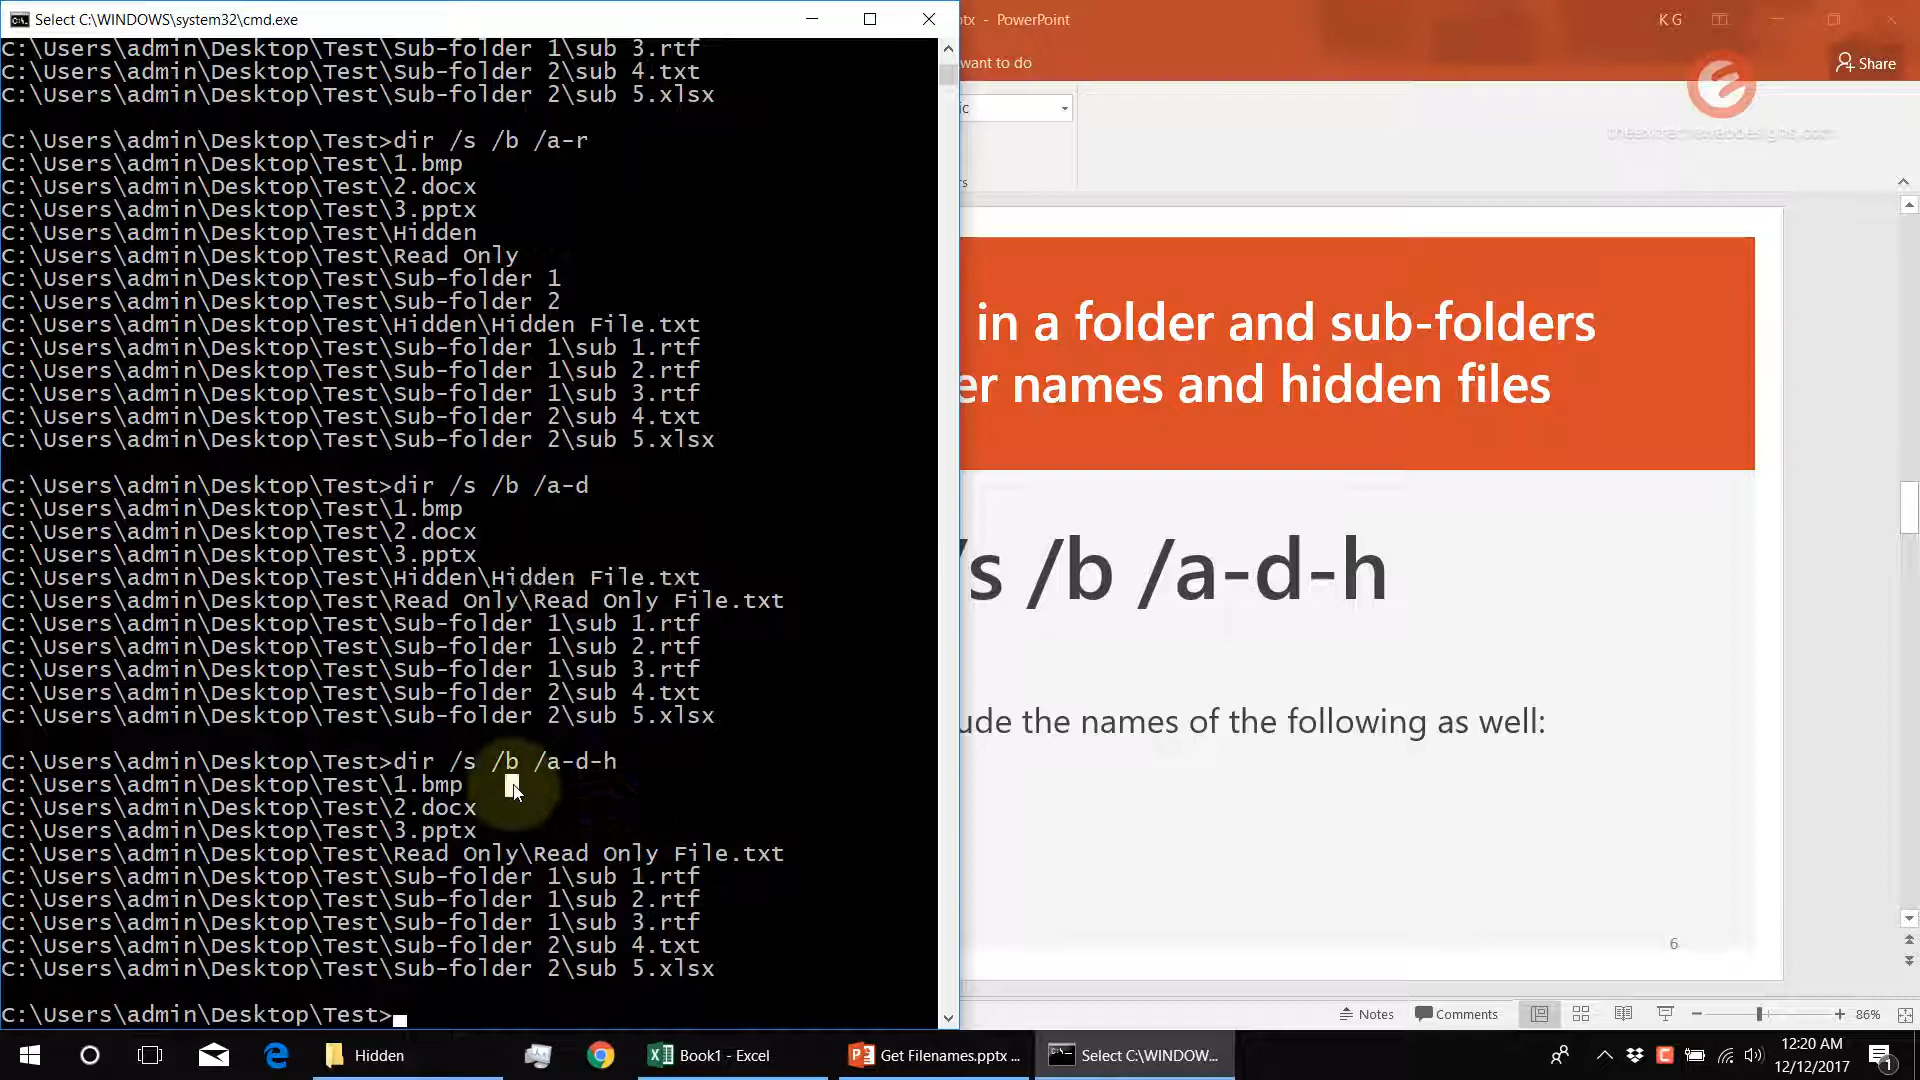 Select C:\WINDOWS\system32\cmd.exe
C:\Users\admin\Desktop\Test\Sub-folder 1\sub 3.rtf
C:\Users\admin\Desktop\Test\Sub-folder 2\sub 4.txt
C:\Users\admin\Desktop\Test\Sub-folder 2\sub 5.xlsx
C:\Users\admin\Desktop\Test>dir /s /b /a-r
C:\Users\admin\Desktop\Test\1.bmp
C:\Users\admin\Desktop\Test\2.docx
C:\Users\admin\Desktop\Test\3.pptx
C:\Users\admin\Desktop\Test\Hidden
C:\Users\admin\Desktop\Test\Read Only
C:\Users\admin\Desktop\Test\Sub-folder 1
C:\Users\admin\Desktop\Test\Sub-folder 2
C:\Users\admin\Desktop\Test\Hidden\Hidden File.txt
C:\Users\admin\Desktop\Test\Sub-folder 1\sub 1.rtf
C:\Users\admin\Desktop\Test\Sub-folder 1\sub 2.rtf
C:\Users\admin\Desktop\Test\Sub-folder 1\sub 3.rtf
C:\Users\admin\Desktop\Test\Sub-folder 2\sub 4.txt
C:\Users\admin\Desktop\Test\Sub-folder 2\sub 5.xlsx
C:\Users\admin\Desktop\Test>dir /s /b /a-d
C:\Users\admin\Desktop\Test\1.bmp
C:\Users\admin\Desktop\Test\2.docx
C:\Users\admin\Desktop\Test\3.pptx
C:\Users\admin\Desktop\Test\Hidden\Hidden File.txt
C:\Users\admin\Desktop\Test\Read Only\Read Only File.txt
C:\Users\admin\Desktop\Test\Sub-folder 1\sub 1.rtf
C:\Users\admin\Desktop\Test\Sub-folder 1\sub 2.rtf
C:\Users\admin\Desktop\Test\Sub-folder 1\sub 3.rtf
C:\Users\admin\Desktop\Test\Sub-folder 2\sub 4.txt
C:\Users\admin\Desktop\Test\Sub-folder 2\sub 5.xlsx
C:\Users\admin\Desktop\Test>dir /s /b /a-d-h
C:\Users\admin\Desktop\Test\1.bmp
C:\Users\admin\Desktop\Test\2.docx
C:\Users\admin\Desktop\Test\3.pptx
C:\Users\admin\Desktop\Test\Read Only\Read Only File.txt
C:\Users\admin\Desktop\Test\Sub-folder 1\sub 1.rtf
C:\Users\admin\Desktop\Test\Sub-folder 1\sub 2.rtf
C:\Users\admin\Desktop\Test\Sub-folder 1\sub 3.rtf
C:\Users\admin\Desktop\Test\Sub-folder 2\sub 4.txt
C:\Users\admin\Desktop\Test\Sub-folder 2\sub 5.xlsx
C:\Users\admin\Desktop\Test>
ptx - PowerPoint
K G
want to do
Share
ic
rs
in a folder and sub-folders
er names and hidden files
/s /b /a-d-h
ude the names of the following as well:
6
Notes
Comments
86%
Hidden
Book1 - Excel
Get Filenames.pptx ...
Select C:\WINDOW...
12:20 AM
12/12/2017
1